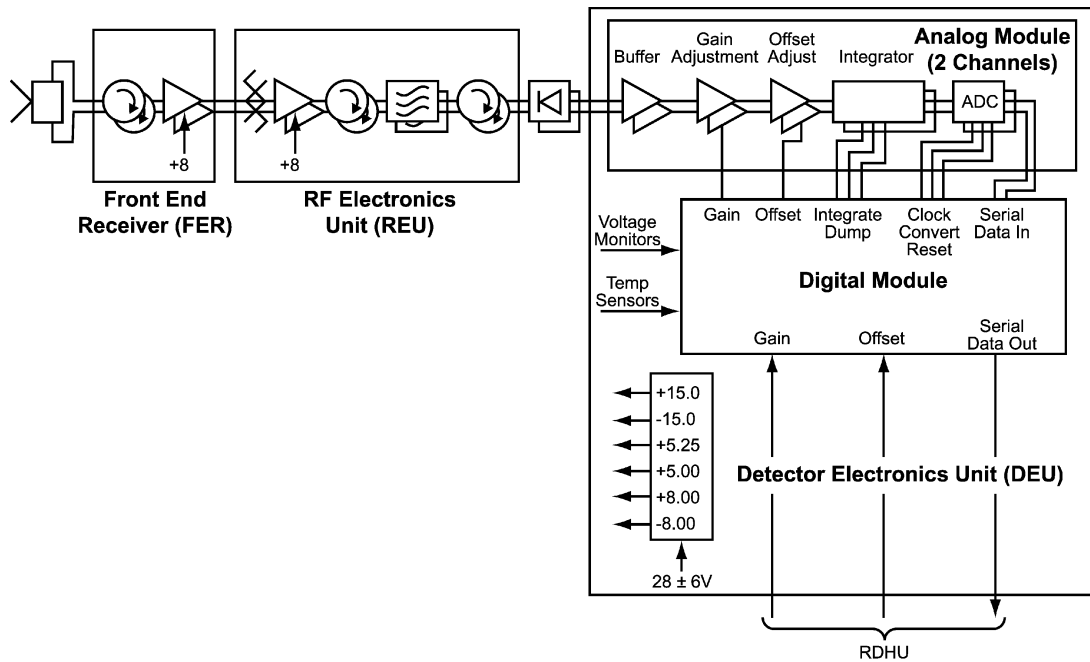 Analog Module
(2 Channels)
Buffer
Gain
Adjustment
Offset
Adjust
Integrator
ADC
+8
+8
Front End
Receiver (FER)
RF Electronics
Unit (REU)
Voltage
Monitors
Temp
Sensors
Gain
Offset
Integrate
Dump
Clock
Convert
Reset
Serial
Data In
Digital Module
Gain
Offset
Serial
Data Out
+15.0
-15.0
+5.25
+5.00
+8.00
-8.00
28 ± 6V
Detector Electronics Unit (DEU)
RDHU